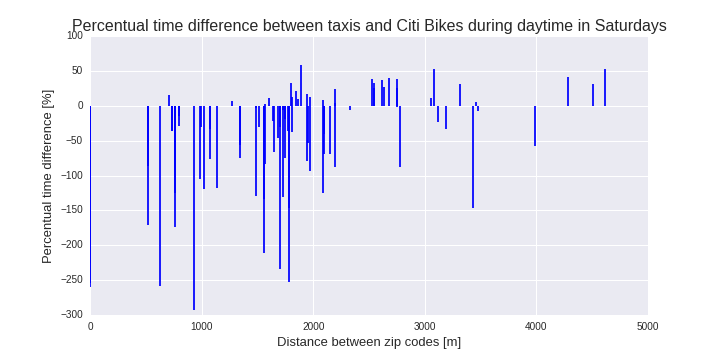 Percentual time difference between taxis and Citi Bikes during daytime in Saturdays
100
50
0
−50
−100
−150
−200
−250
−300
Percentual time difference [%]
0 1000 2000 3000 4000 5000
Distance between zip codes [m]